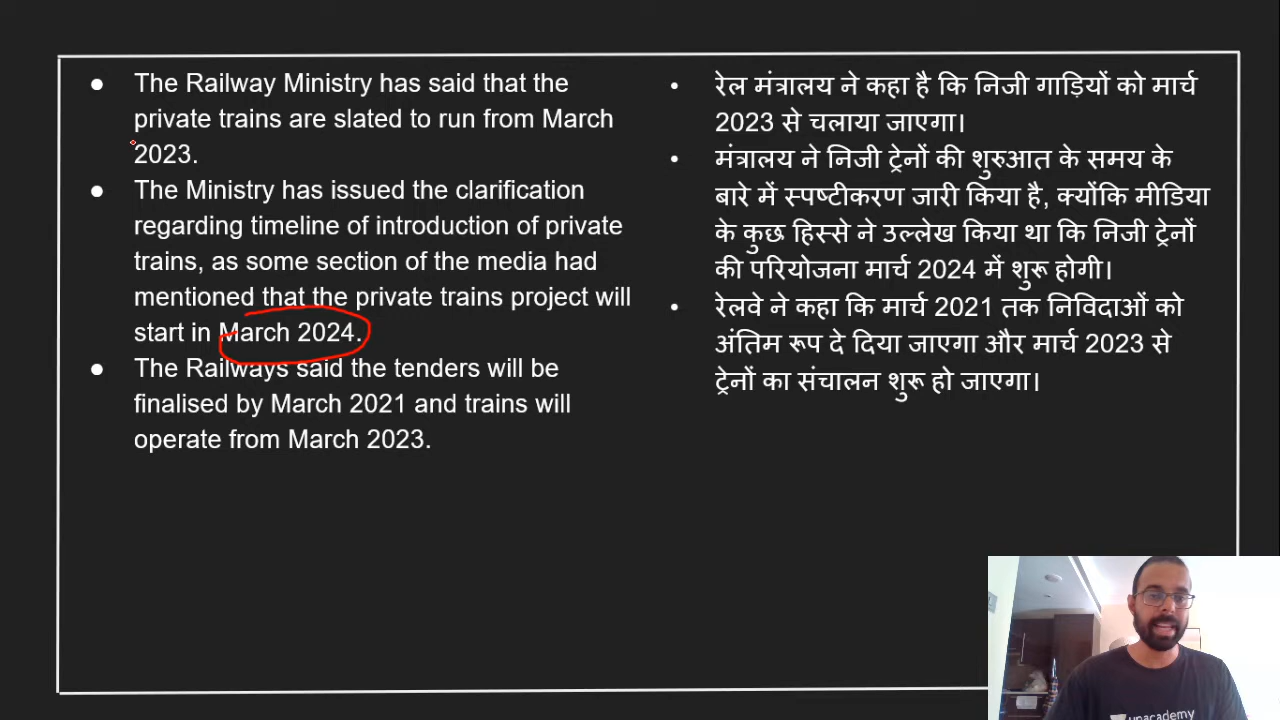 ● The Railway Ministry has said that the
private trains are slated to run from March
2023.
● The Ministry has issued the clarification
regarding timeline of introduction of private
trains, as some section of the media had
mentioned that the private trains project will
start in March 2024.
● The Railways said the tenders will be
finalised by March 2021 and trains will
operate from March 2023.
• रेल मंत्रालय ने कहा है कि निजी गाड़ियों को मार्च
2023 से चलाया जाएगा।
• मंत्रालय ने निजी ट्रेनों की शुरुआत के समय के
बारे में स्पष्टीकरण जारी किया है, क्योंकि मीडिया
के कुछ हिस्से ने उल्लेख किया था कि निजी ट्रेनों
की परियोजना मार्च 2024 में शुरू होगी।
• रेलवे ने कहा कि मार्च 2021 तक निविदाओं को
अंतिम रूप दे दिया जाएगा और मार्च 2023 से
ट्रेनों का संचालन शुरू हो जाएगा।
unacademy